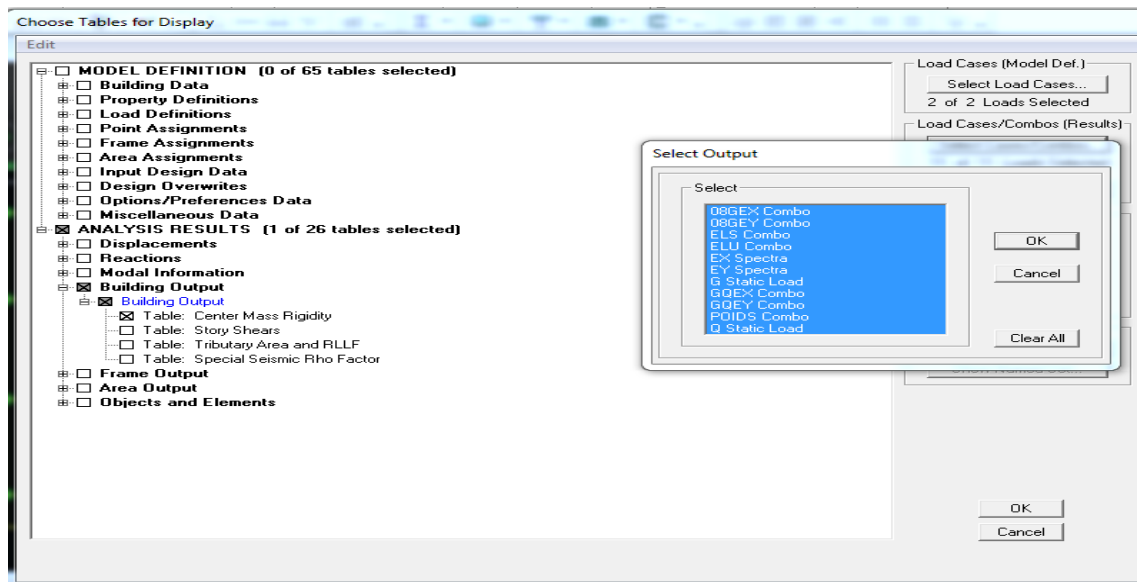 Choose Tables for Display
Edit
MODEL DEFINITION (0 of 65 tables selected)
Building Data
Property Definitions
Load Definitions
Point Assignments
Frame Assignments
Area Assignments
Input Design Data
Design Overwrites
Options/Preferences Data
Miscellaneous Data
ANALYSIS RESULTS (1 of 26 tables selected)
Displacements
Reactions
Modal Information
Building Output
Building Output
Table: Center Mass Rigidity
Table: Story Shears
Table: Tributary Area and RLLF
Table: Special Seismic Rho Factor
Frame Output
Area Output
Objects and Elements
Load Cases (Model Def.)
Select Load Cases...
2 of 2 Loads Selected
Load Cases/Combos (Results)
Select Output
Select
08GEX Combo
08GEY Combo
ELS Combo
ELU Combo
EX Spectra
EY Spectra
G Static Load
GQEX Combo
GQEY Combo
POIDS Combo
Q Static Load
OK
Cancel
Clear All
OK
Cancel